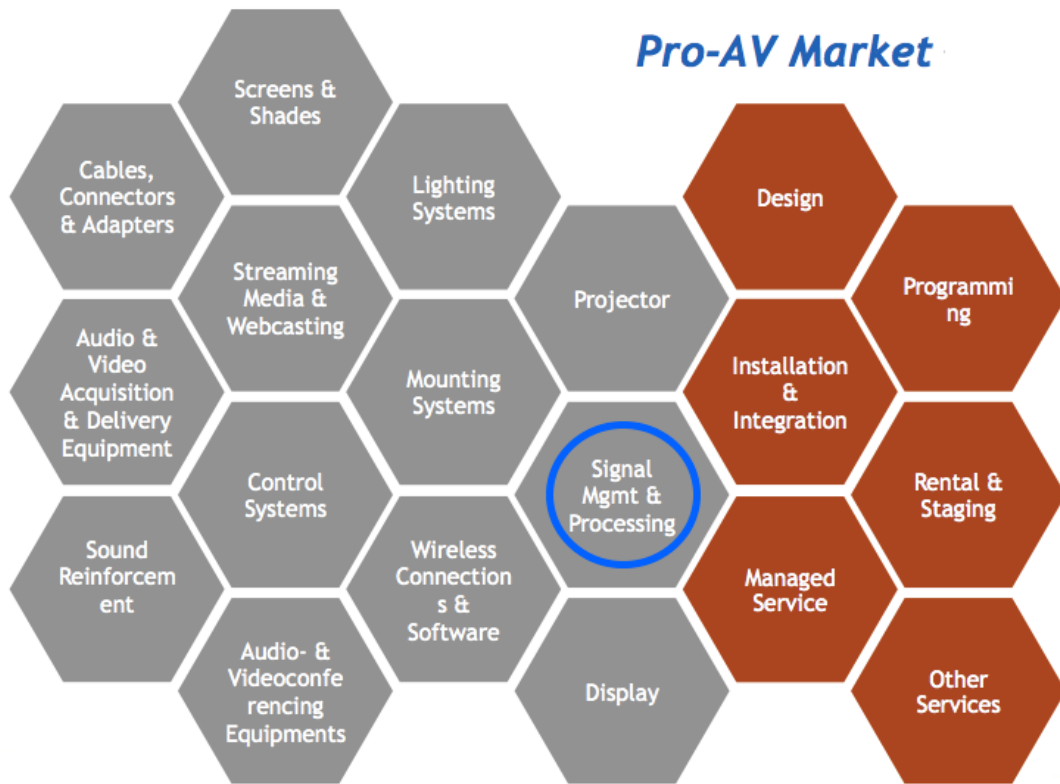 Pro-AV Market
Screens &
Shades
Cables,
Connectors
& Adapters
Lighting
Systems
Design
Streaming
Media &
Webcasting
Projector
Programmi
ng
Audio &
Video
Acquisition
& Delivery
Equipment
Mounting
Systems
Installation
&
Integration
Control
Systems
Signal
Mgmt &
Processing
Rental &
Staging
Sound
Reinforcem
ent
Wireless
Connection
s &
Software
Managed
Service
Audio- &
Videoconfe
rencing
Equipments
Display
Other
Services